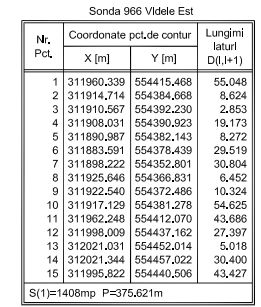 Sonda 966 Videle Est
Nr. Pct. Coordonate pct.de contur Lungimi laturi D(i,i+1)
X [m] Y [m]
1 311960.339 554415.468 55.048
2 311914.714 554384.668 8.624
3 311910.567 554392.230 2.853
4 311908.031 554390.923 19.173
5 311890.987 554382.143 8.272
6 311883.591 554378.439 29.519
7 311898.222 554352.801 30.804
8 311925.646 554366.831 6.452
9 311922.540 554372.486 10.324
10 311917.129 554381.278 54.625
11 311962.248 554412.070 43.686
12 311998.009 554437.162 27.397
13 312021.031 554452.014 5.018
14 312021.344 554457.022 30.400
15 311995.822 554440.506 43.427
S(1)=1408mp P=375.621m